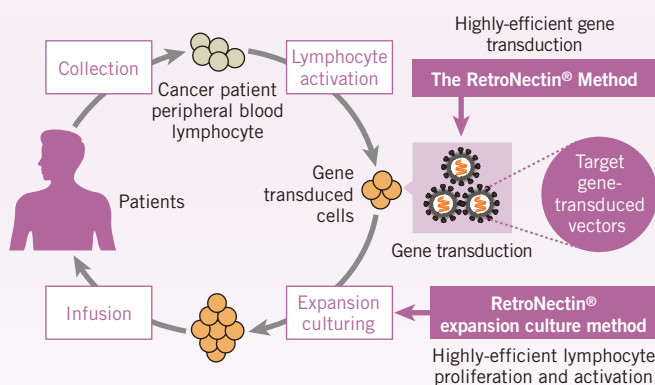 Highly-efficient gene
transduction
The RetroNectin® Method
Collection
Lymphocyte
activation
Cancer patient
peripheral blood
lymphocyte
Patients
Gene
transduced
cells
Target
gene-
transduced
vectors
Gene transduction
Infusion
Expansion
culturing
RetroNectin®
expansion culture method
Highly-efficient lymphocyte
proliferation and activation